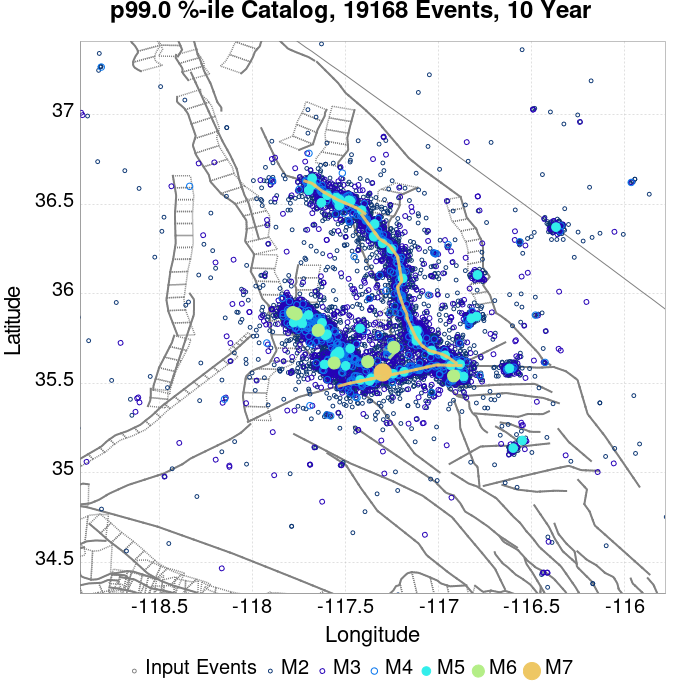 p99.0 %-ile Catalog, 19168 Events, 10 Year
37
36.5
36
35.5
35
34.5
Latitude
-118.5 -118 -117.5 -117 -116.5 -116
Longitude
Input Events M2 M3 M4 M5 M6 M7